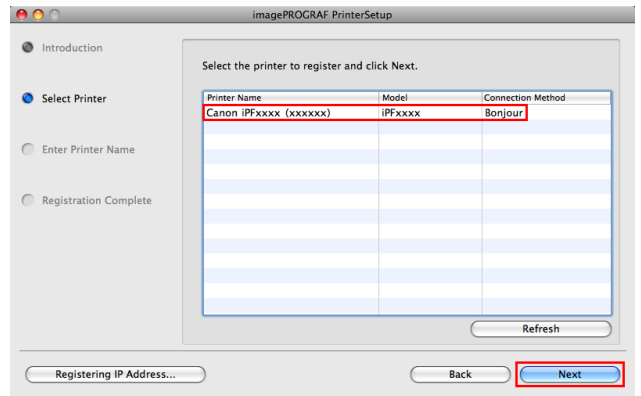 imagePROGRAF PrinterSetup
Introduction
Select Printer
Enter Printer Name
Registration Complete
Select the printer to register and click Next.
Printer Name Model Connection Method
Canon iPFxxxx (xxxxxx) iPFxxxx Bonjour
Refresh
Registering IP Address... Back Next